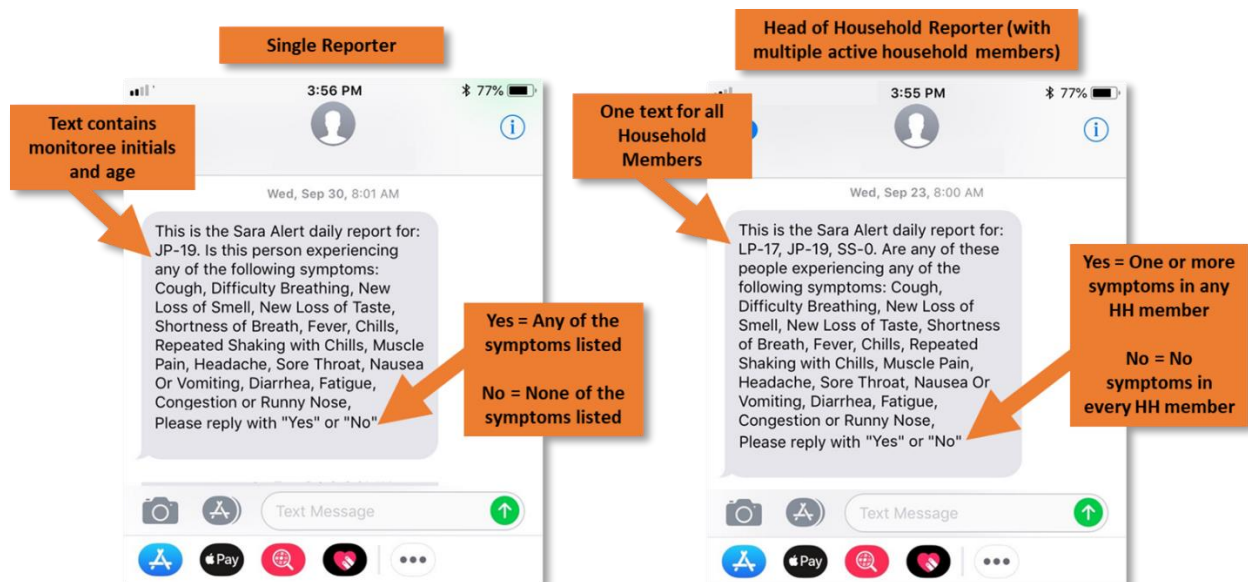 Single Reporter
3:56 PM
77%
Text contains
monitoree initials
and age
Wed, Sep 30, 8:01 AM
This is the Sara Alert daily report for:
JP-19. Is this person experiencing
any of the following symptoms:
Cough, Difficulty Breathing, New
Loss of Smell, New Loss of Taste,
Shortness of Breath, Fever, Chills,
Repeated Shaking with Chills, Muscle
Pain, Headache, Sore Throat, Nausea
Or Vomiting, Diarrhea, Fatigue,
Congestion or Runny Nose,
Please reply with "Yes" or "No"
Yes = Any of the
symptoms listed
No = None of the
symptoms listed
Text Message
Pay
Head of Household Reporter (with
multiple active household members)
3:55 PM
77%
One text for all
Household
Members
Wed, Sep 23, 8:00 AM
This is the Sara Alert daily report for:
LP-17, JP-19, SS-0. Are any of these
people experiencing any of the
following symptoms: Cough,
Difficulty Breathing, New Loss of
Smell, New Loss of Taste, Shortness
of Breath, Fever, Chills, Repeated
Shaking with Chills, Muscle Pain,
Headache, Sore Throat, Nausea Or
Vomiting, Diarrhea, Fatigue,
Congestion or Runny Nose,
Please reply with "Yes" or "No"
Yes = One or more
symptoms in any
HH member
No = No
symptoms in
every HH member
Text Message
Pay